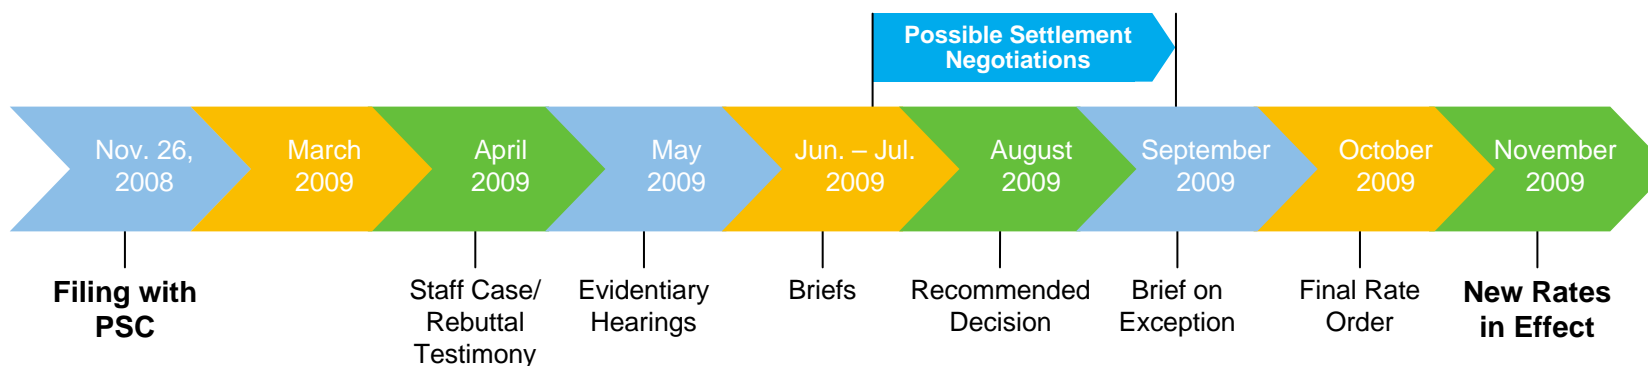 Possible Settlement
Negotiations
Nov. 26,
2008
March
2009
April
2009
May
2009
Jun. – Jul.
2009
August
2009
September
2009
October
2009
November
2009
Filing with
PSC
Staff Case/
Rebuttal
Testimony
Evidentiary
Hearings
Briefs
Recommended
Decision
Brief on
Exception
Final Rate
Order
New Rates
in Effect